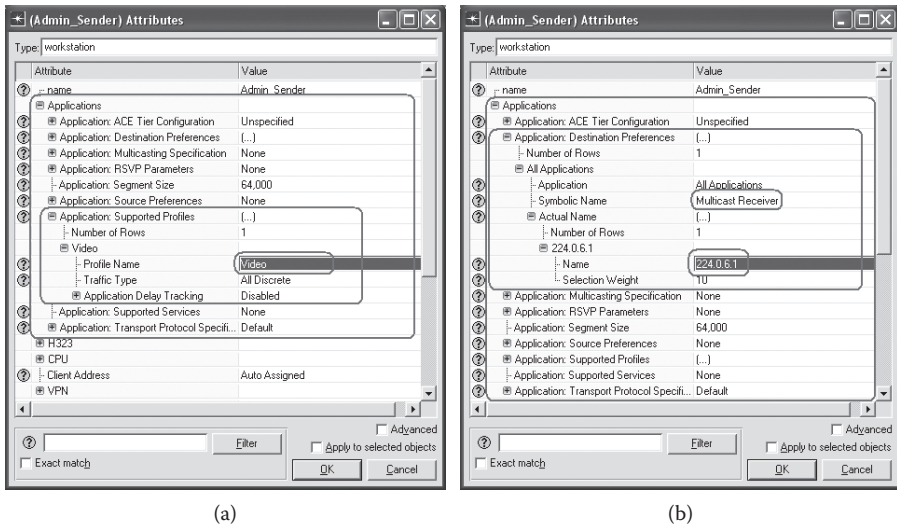 (Admin_Sender) Attributes
Type: workstation
Attribute Value
name Admin_Sender
Applications
Application: ACE Tier Configuration Unspecified
Application: Destination Preferences (...)
Application: Multicasting Specification None
Application: RSVP Parameters None
Application: Segment Size 64,000
Application: Source Preferences None
Application: Supported Profiles (...)
Number of Rows 1
Video
Profile Name Video
Traffic Type All Discrete
Application Delay Tracking Disabled
Application: Supported Services None
Application: Transport Protocol Specifi... Default
H323
CPU
Client Address Auto Assigned
VPN
Advanced
Filter
Apply to selected objects
Exact match
OK Cancel
(a)
(Admin_Sender) Attributes
Type: workstation
Attribute Value
name Admin_Sender
Applications
Application: ACE Tier Configuration Unspecified
Application: Destination Preferences (...)
Number of Rows 1
All Applications
Application All Applications
Symbolic Name Multicast Receiver
Actual Name (...)
Number of Rows 1
224.0.6.1
Name 224.0.6.1
Selection Weight 10
Application: Multicasting Specification None
Application: RSVP Parameters None
Application: Segment Size 64,000
Application: Source Preferences None
Application: Supported Profiles (...)
Application: Supported Services None
Application: Transport Protocol Specifi... Default
Advanced
Filter
Apply to selected objects
Exact match
OK Cancel
(b)